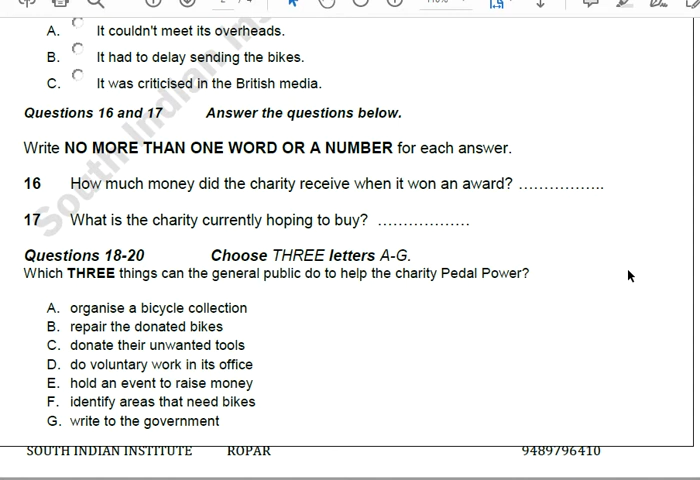 A. It couldn't meet its overheads.
B. It had to delay sending the bikes.
C. It was criticised in the British media.
Questions 16 and 17 Answer the questions below.
Write NO MORE THAN ONE WORD OR A NUMBER for each answer.
16 How much money did the charity receive when it won an award? ……………..
17 What is the charity currently hoping to buy? ………………
Questions 18-20 Choose THREE letters A-G.
Which THREE things can the general public do to help the charity Pedal Power?
A. organise a bicycle collection
B. repair the donated bikes
C. donate their unwanted tools
D. do voluntary work in its office
E. hold an event to raise money
F. identify areas that need bikes
G. write to the government
SOUTH INDIAN INSTITUTE ROPAR 9489796410
South Indian